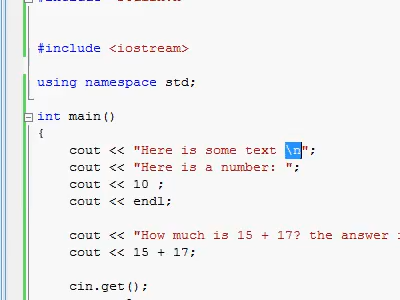 #include <iostream>
using namespace std;
int main()
{
cout << "Here is some text \n";
cout << "Here is a number: ";
cout << 10 ;
cout << endl;
cout << "How much is 15 + 17? the answer
cout << 15 + 17;
cin.get();